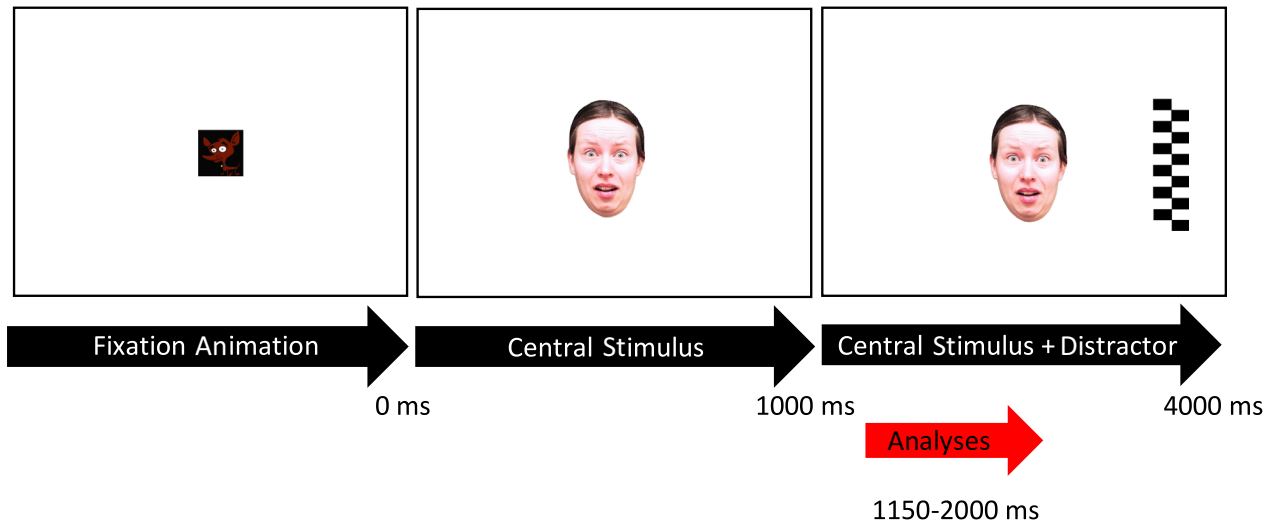 Fixation Animation
Central Stimulus
Central Stimulus + Distractor
0 ms
1000 ms
4000 ms
Analyses
1150-2000 ms